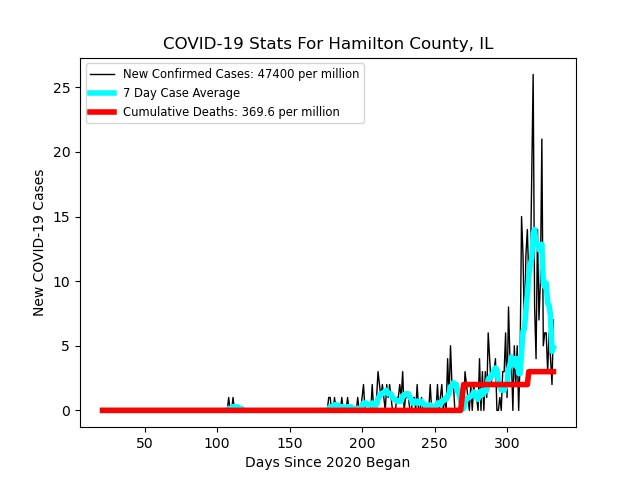 COVID-19 Stats For Hamilton County, IL
New Confirmed Cases: 47400 per million
7 Day Case Average
Cumulative Deaths: 369.6 per million
25
20
15
10
5
0
New COVID-19 Cases
50 100 150 200 250 300
Days Since 2020 Began